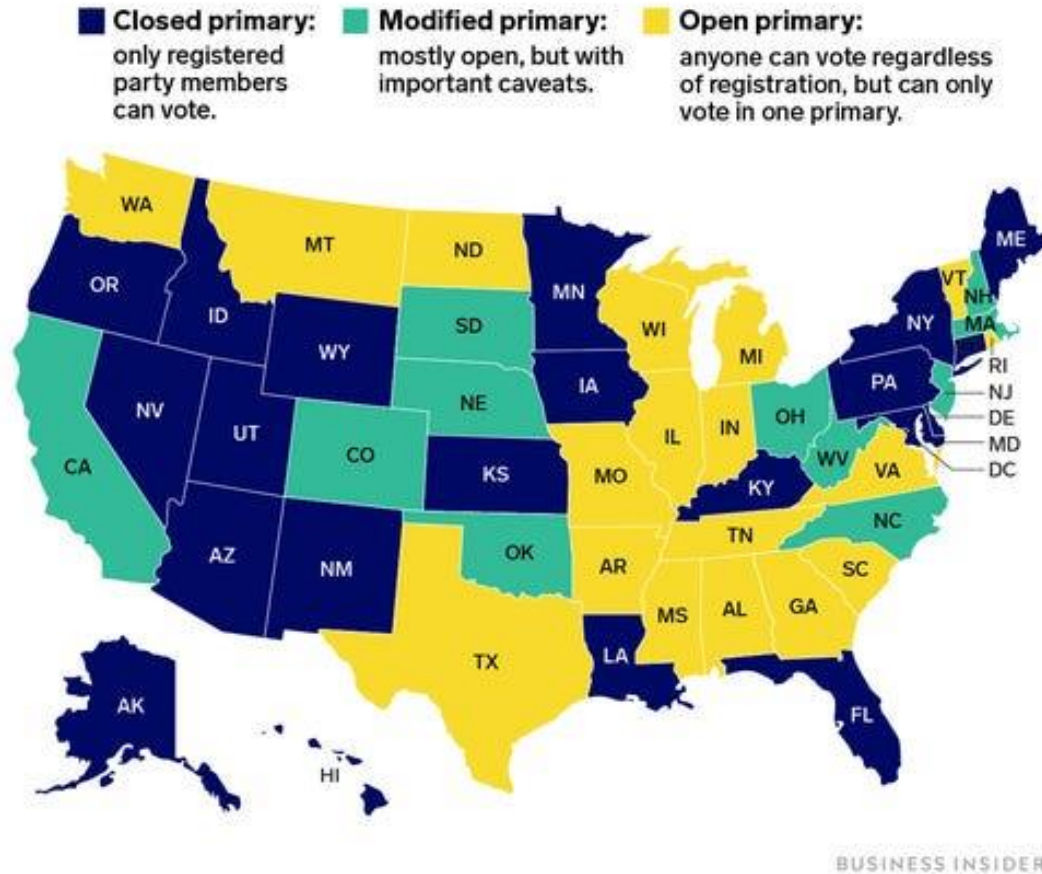 Closed primary:
only registered
party members
can vote.
Modified primary:
mostly open, but with
important caveats.
Open primary:
anyone can vote regardless
of registration, but can only
vote in one primary.
WA
MT
ND
MN
ME
OR
ID
SD
WI
VT
NH
NY
MA
WY
MI
RI
IA
PA
NJ
NV
NE
DE
UT
CO
IL
IN
OH
MD
CA
KS
MO
WV
VA
DC
KY
AZ
NM
OK
AR
TN
NC
SC
MS
AL
GA
TX
LA
AK
FL
HI
BUSINESS INSIDER